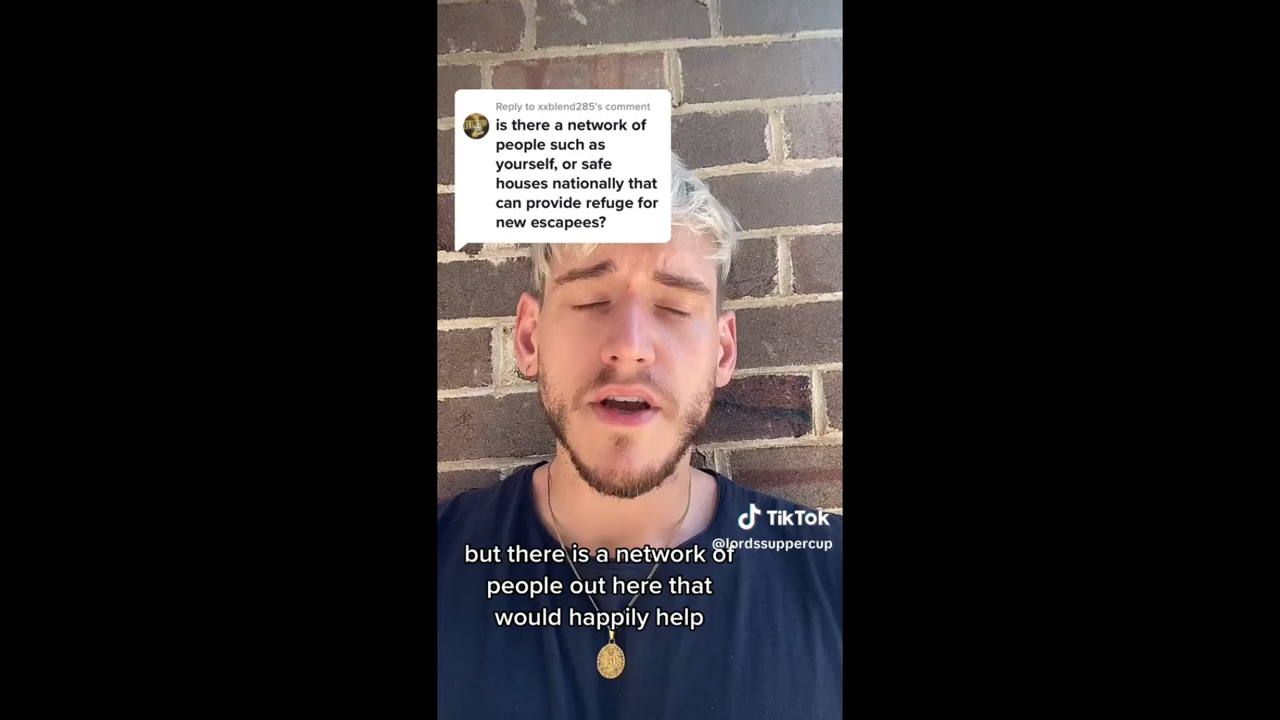 Reply to xxblend285's comment
is there a network of
people such as
yourself, or safe
houses nationally that
can provide refuge for
new escapees?
TikTok
@lordssuppercup
but there is a network of
people out here that
would happily help